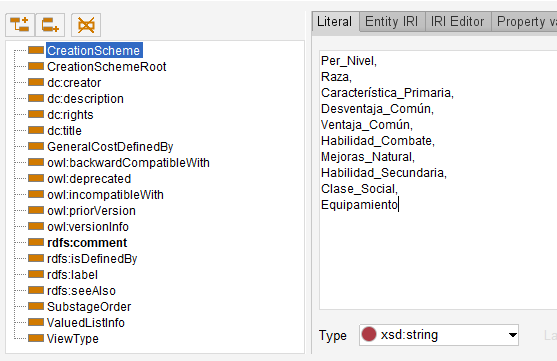 CreationScheme
CreationSchemeRoot
dc:creator
dc:description
dc:rights
dc:title
GeneralCostDefinedBy
owl:backwardCompatibleWith
owl:deprecated
owl:incompatibleWith
owl:priorVersion
owl:versionInfo
rdfs:comment
rdfs:isDefinedBy
rdfs:label
rdfs:seeAlso
SubstageOrder
ValuedListInfo
ViewType
Literal Entity IRI IRI Editor Property va
Per_Nivel,
Raza,
Característica_Primaria,
Desventaja_Común,
Ventaja_Común,
Habilidad_Combate,
Mejoras_Natural,
Habilidad_Secundaria,
Clase_Social,
Equipamiento
Type xsd:string La